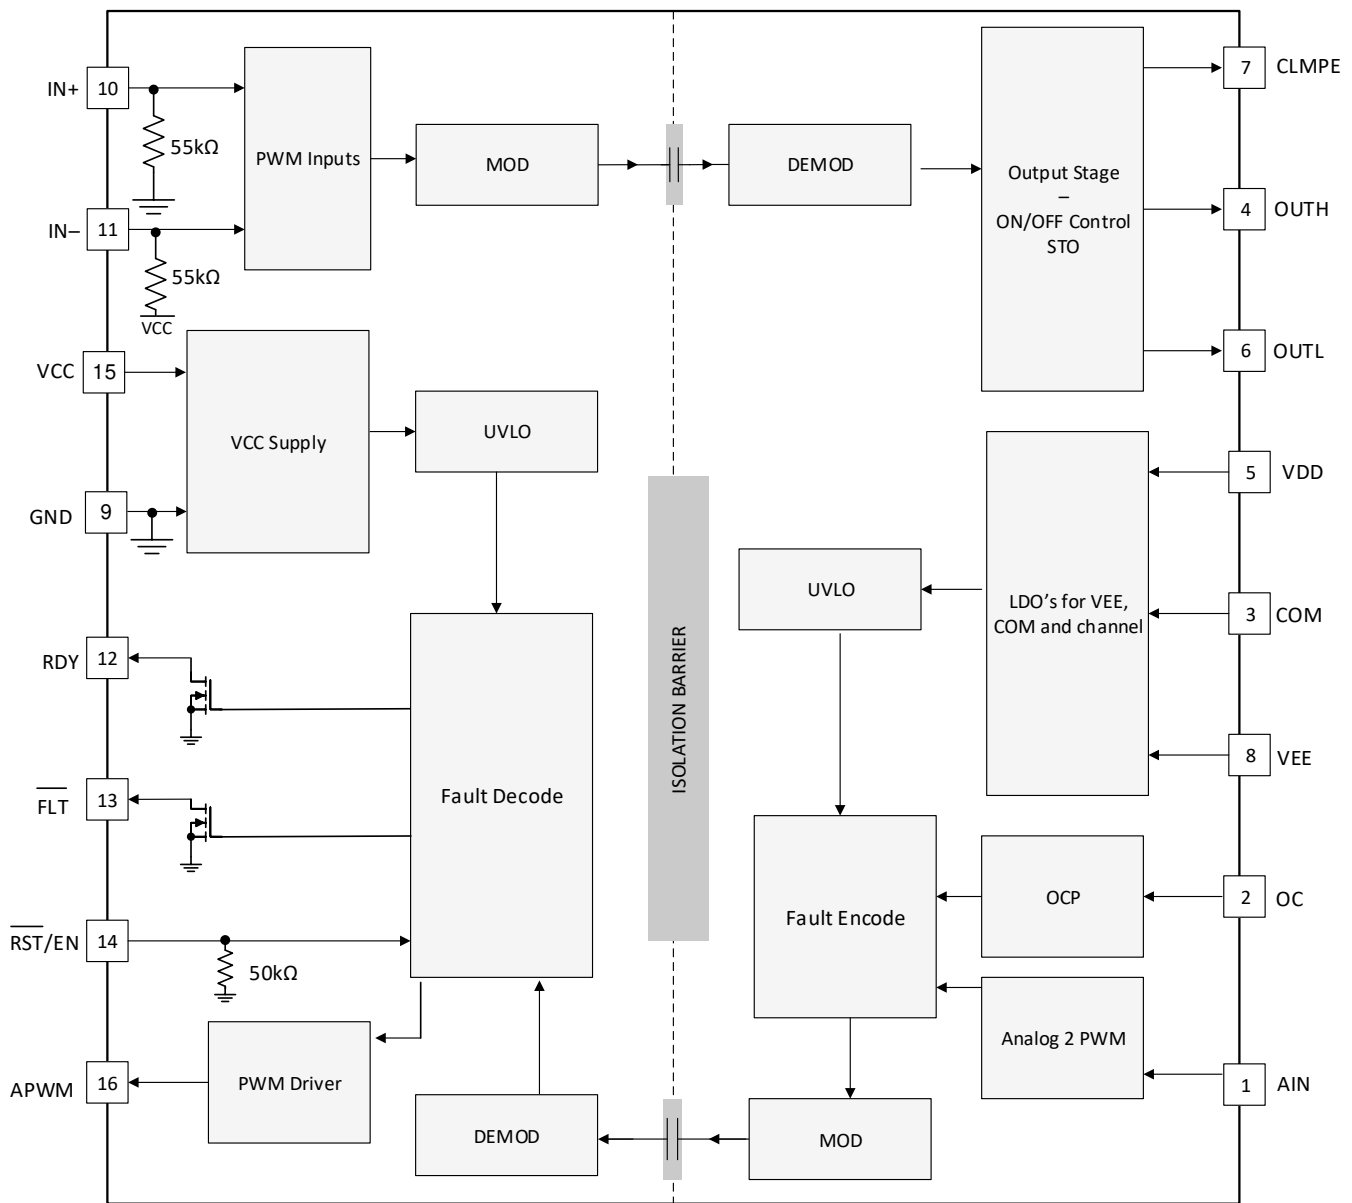 IN+
10
55kΩ
IN–
11
55kΩ
VCC
PWM Inputs
MOD
DEMOD
Output Stage
–
ON/OFF Control
STO
7
CLMPE
4
OUTH
6
OUTL
VCC
15
GND
9
VCC Supply
UVLO
RDY
12
FLT
13
RST/EN
14
50kΩ
APWM
16
Fault Decode
PWM Driver
DEMOD
ISOLATION BARRIER
UVLO
LDO's for VEE,
COM and channel
5
VDD
3
COM
8
VEE
Fault Encode
OCP
2
OC
Analog 2 PWM
1
AIN
MOD